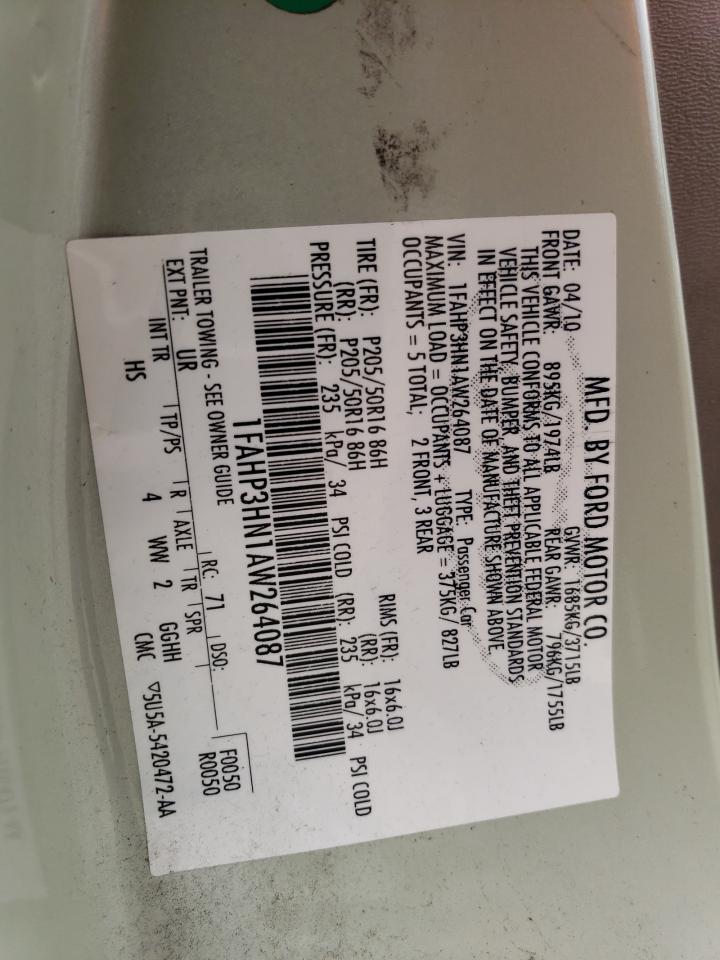 MFD. BY FORD MOTOR CO.
DATE: 04/10 GVWR: 1685KG/3715LB
FRONT GAWR: 895KG/1974LB REAR GAWR: 796KG/1755LB
THIS VEHICLE CONFORMS TO ALL APPLICABLE FEDERAL MOTOR
VEHICLE SAFETY, BUMPER, AND THEFT PREVENTION STANDARDS
IN EFFECT ON THE DATE OF MANUFACTURE SHOWN ABOVE.
VIN: 1FAHP3HN1AW264087 TYPE: Passenger Car
MAXIMUM LOAD = OCCUPANTS + LUGGAGE = 375KG/ 827LB
OCCUPANTS = 5 TOTAL; 2 FRONT, 3 REAR
TIRE (FR): P205/50R16 86H RIMS (FR): 16x6.0J
(RR): P205/50R16 86H (RR): 16x6.0J
PRESSURE (FR): 235 kPa/ 34 PSI COLD (RR): 235 kPa/34 PSI COLD
1FAHP3HN1AW264087
TRAILER TOWING - SEE OWNER GUIDE RC: 71 DSO: F0050
EXT PNT: UR R0050
INT TR TP/PS R AXLE TR SPR
HS 4 WW 2 GGHH
CMC ▽5U5A-5420472-AA